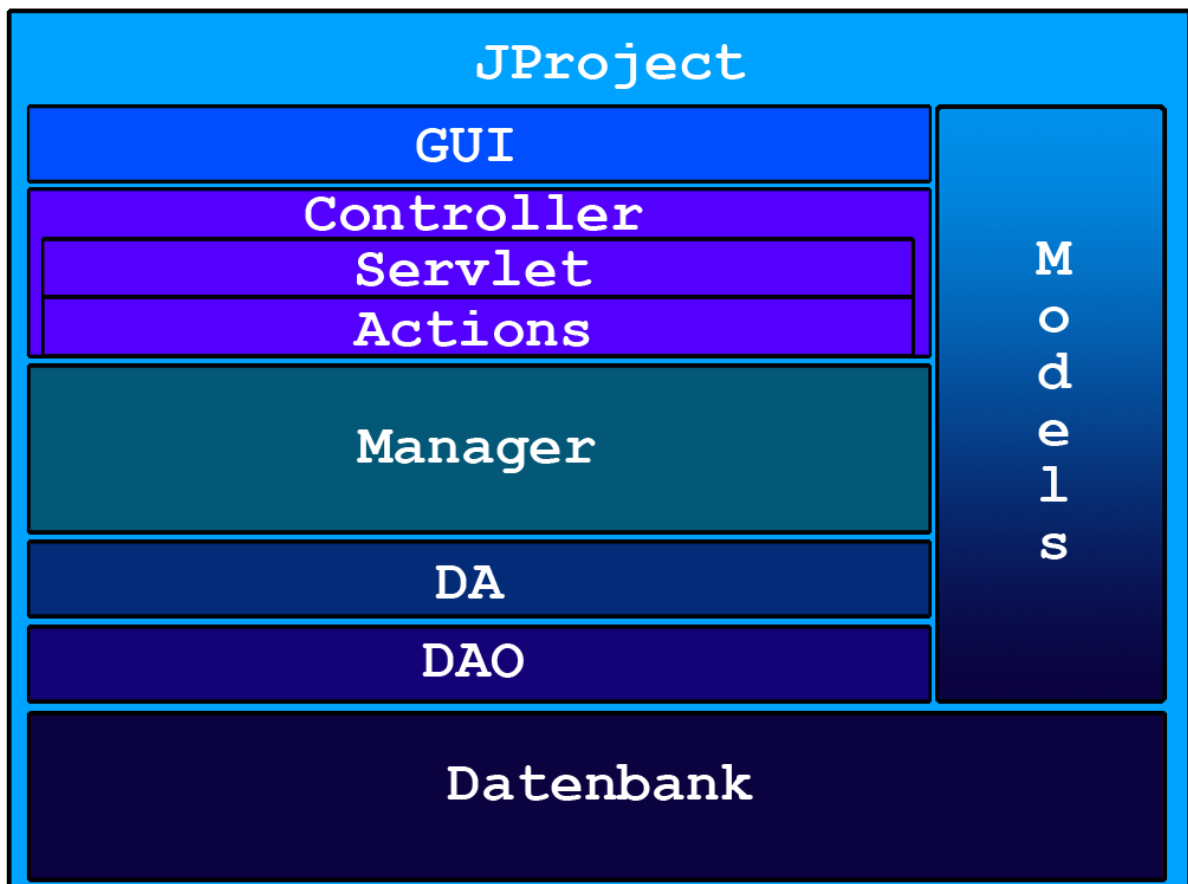 JProject
GUI
Controller
Servlet
Actions
Manager
DA
DAO
Models
Datenbank